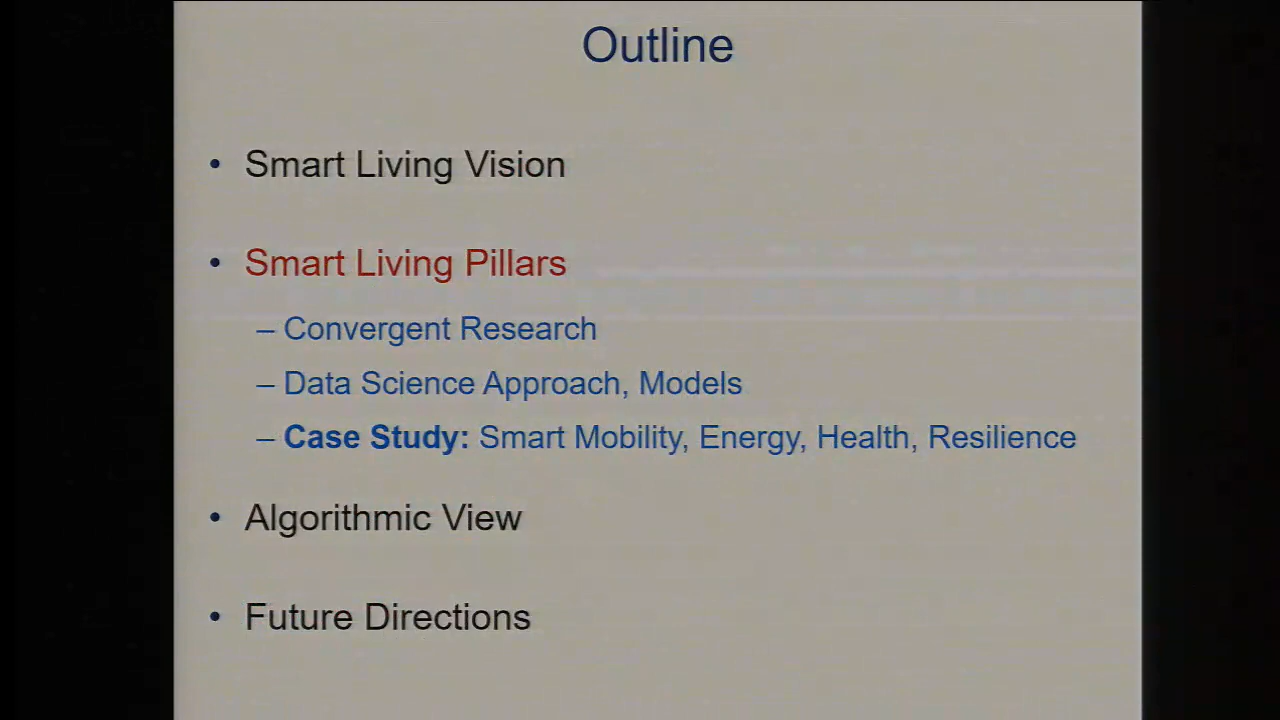 Outline
• Smart Living Vision
• Smart Living Pillars
– Convergent Research
– Data Science Approach, Models
– Case Study: Smart Mobility, Energy, Health, Resilience
• Algorithmic View
• Future Directions